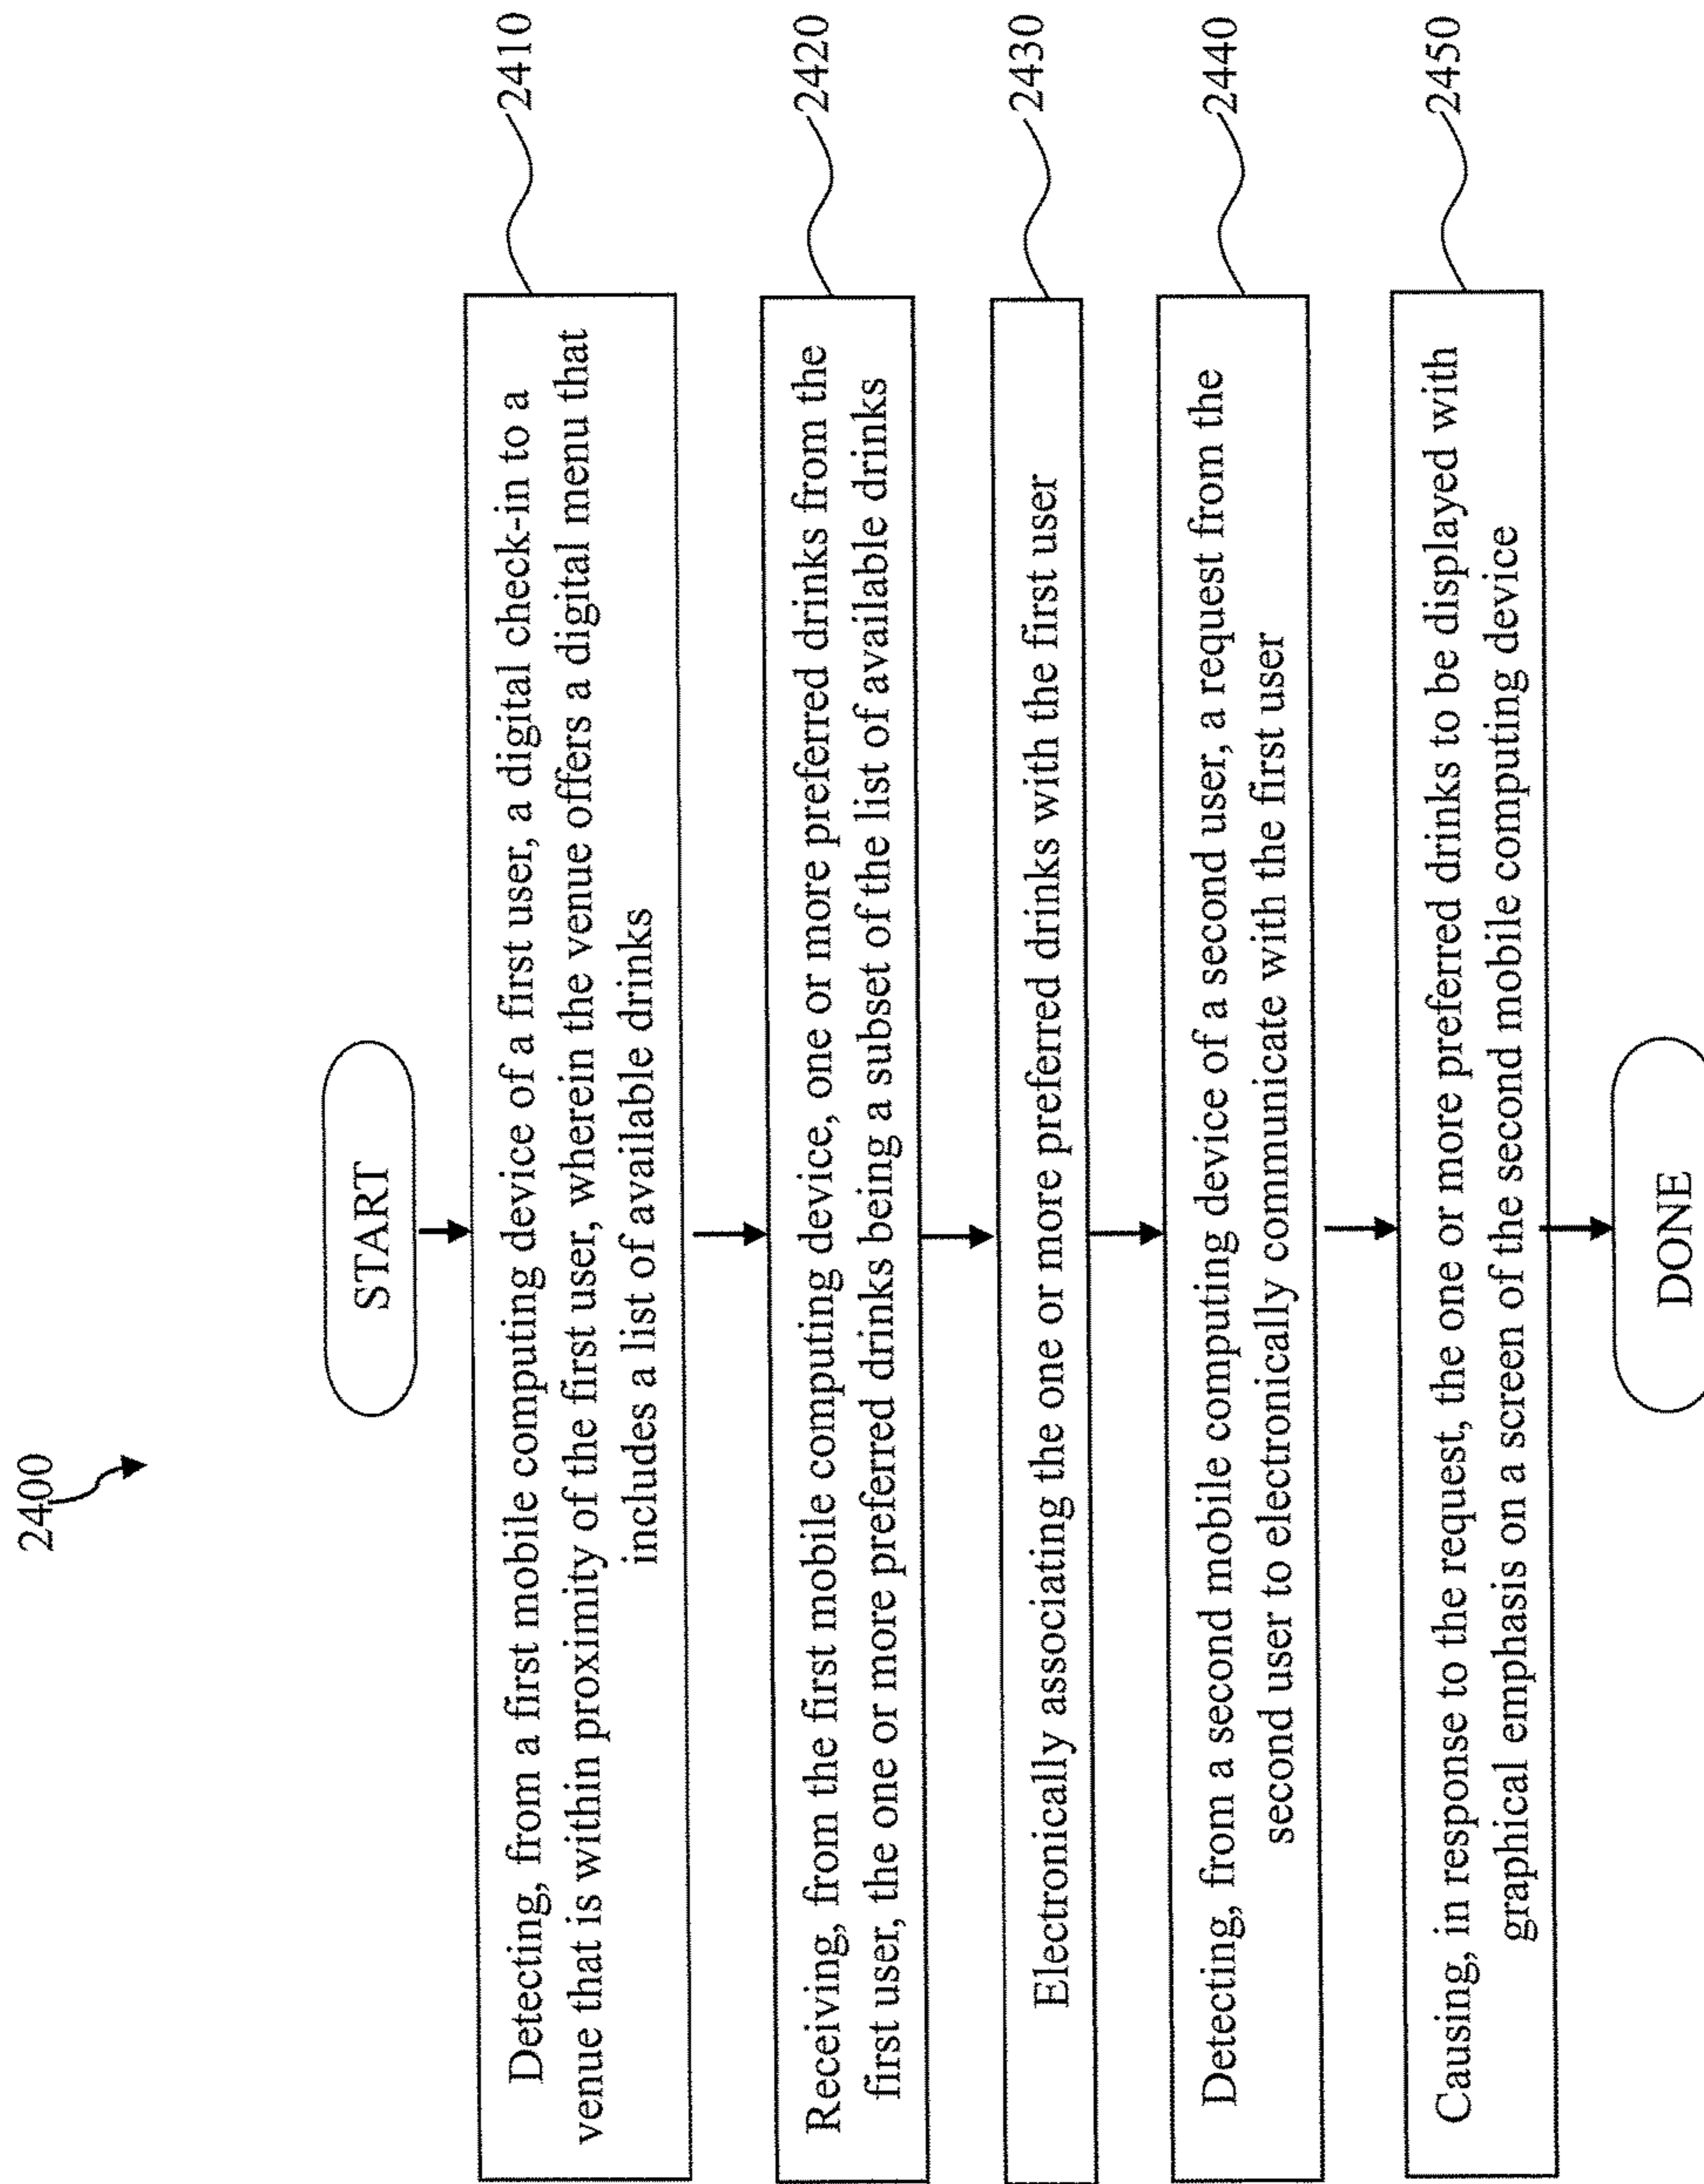 2400
START
Detecting, from a first mobile computing device of a first user, a digital check-in to a
venue that is within proximity of the first user, wherein the venue offers a digital menu that
includes a list of available drinks
2410
Receiving, from the first mobile computing device, one or more preferred drinks from the
first user, the one or more preferred drinks being a subset of the list of available drinks
2420
Electronically associating the one or more preferred drinks with the first user
2430
Detecting, from a second mobile computing device of a second user, a request from the
second user to electronically communicate with the first user
2440
Causing, in response to the request, the one or more preferred drinks to be displayed with
graphical emphasis on a screen of the second mobile computing device
2450
DONE